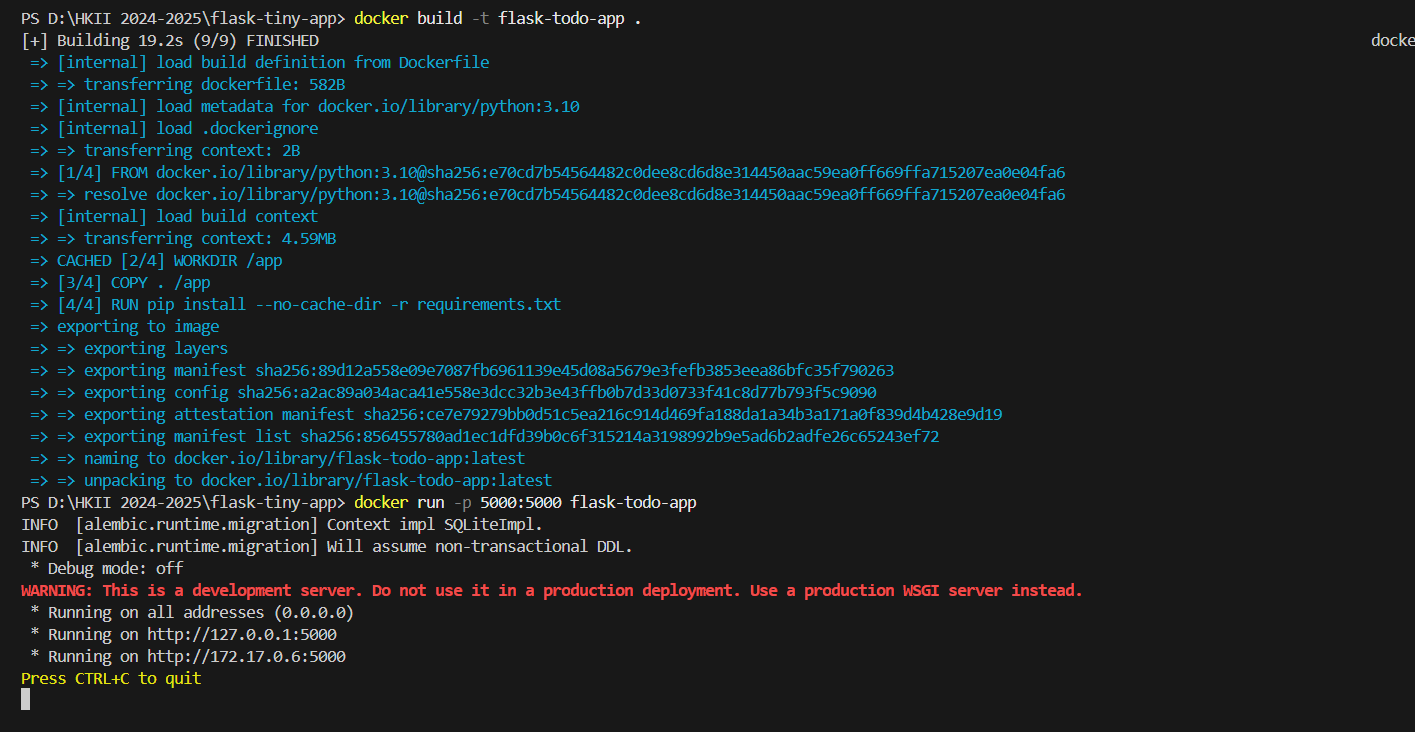 PS D:\HKII 2024-2025\flask-tiny-app> docker build -t flask-todo-app .
[+] Building 19.2s (9/9) FINISHED docke
=> [internal] load build definition from Dockerfile
=> => transferring dockerfile: 582B
=> [internal] load metadata for docker.io/library/python:3.10
=> [internal] load .dockerignore
=> => transferring context: 2B
=> [1/4] FROM docker.io/library/python:3.10@sha256:e70cd7b54564482c0dee8cd6d8e314450aac59ea0ff669ffa715207ea0e04fa6
=> => resolve docker.io/library/python:3.10@sha256:e70cd7b54564482c0dee8cd6d8e314450aac59ea0ff669ffa715207ea0e04fa6
=> [internal] load build context
=> => transferring context: 4.59MB
=> CACHED [2/4] WORKDIR /app
=> [3/4] COPY . /app
=> [4/4] RUN pip install --no-cache-dir -r requirements.txt
=> exporting to image
=> => exporting layers
=> => exporting manifest sha256:89d12a558e09e7087fb6961139e45d08a5679e3fefb3853eea86bfc35f790263
=> => exporting config sha256:a2ac89a034aca41e558e3dcc32b3e43ffb0b7d33d0733f41c8d77b793f5c9090
=> => exporting attestation manifest sha256:ce7e79279bb0d51c5ea216c914d469fa188da1a34b3a171a0f839d4b428e9d19
=> => exporting manifest list sha256:856455780ad1ec1dfd39b0c6f315214a3198992b9e5ad6b2adfe26c65243ef72
=> => naming to docker.io/library/flask-todo-app:latest
=> => unpacking to docker.io/library/flask-todo-app:latest
PS D:\HKII 2024-2025\flask-tiny-app> docker run -p 5000:5000 flask-todo-app
INFO  [alembic.runtime.migration] Context impl SQLiteImpl.
INFO  [alembic.runtime.migration] Will assume non-transactional DDL.
* Debug mode: off
WARNING: This is a development server. Do not use it in a production deployment. Use a production WSGI server instead.
* Running on all addresses (0.0.0.0)
* Running on http://127.0.0.1:5000
* Running on http://172.17.0.6:5000
Press CTRL+C to quit